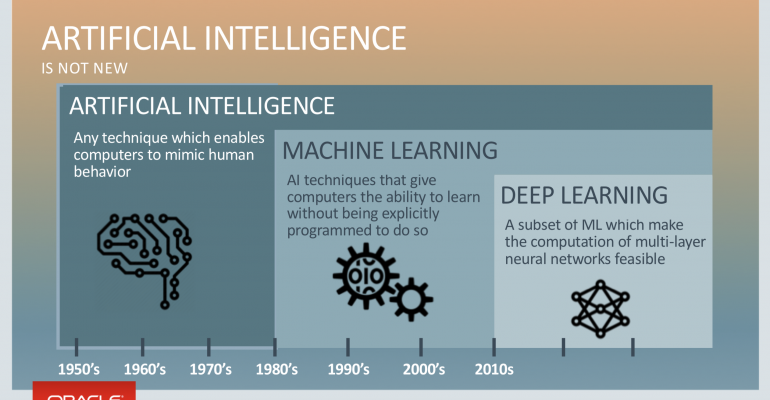 ARTIFICIAL INTELLIGENCE
IS NOT NEW
ARTIFICIAL INTELLIGENCE
Any technique which enables
computers to mimic human
behavior
MACHINE LEARNING
AI techniques that give
computers the ability to learn
without being explicitly
programmed to do so
DEEP LEARNING
A subset of ML which make
the computation of multi-layer
neural networks feasible
1950's 1960's 1970's 1980's 1990's 2000's 2010s
ORACLE